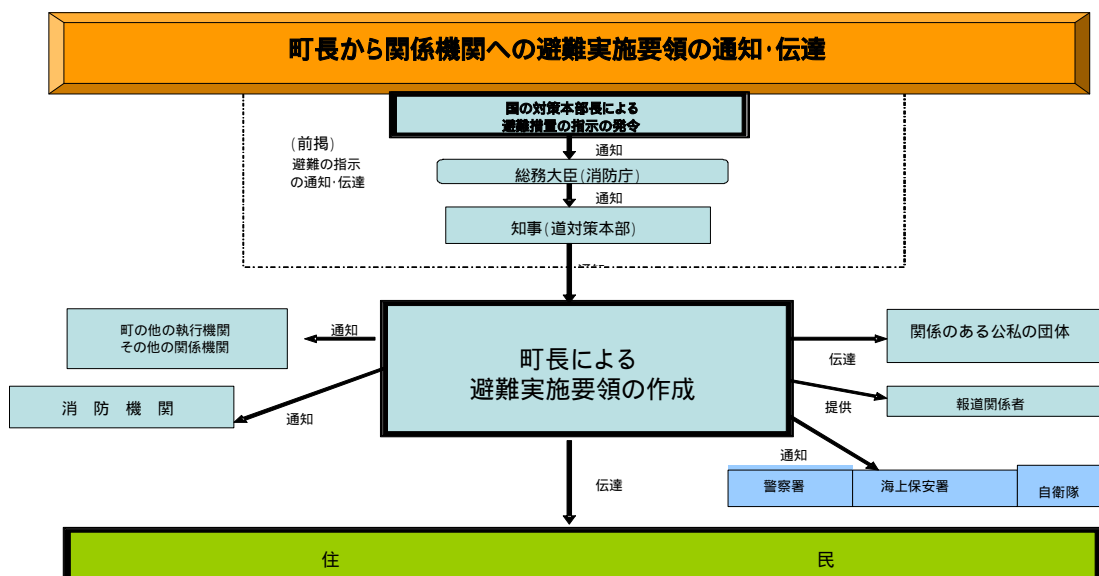 町長から関係機関への避難実施要領の通知･伝達
国の対策本部長による
避難措置の指示の発令
(前掲)
避難の指示
の通知･伝達
通知
総務大臣(消防庁)
通知
知事(道対策本部)
通知
町の他の執行機関
その他の関係機関
通知
町長による
避難実施要領の作成
関係のある公私の団体
伝達
消 防 機 関
通知
提供
報道関係者
通知
警察署
海上保安署
自衛隊
伝達
住 民